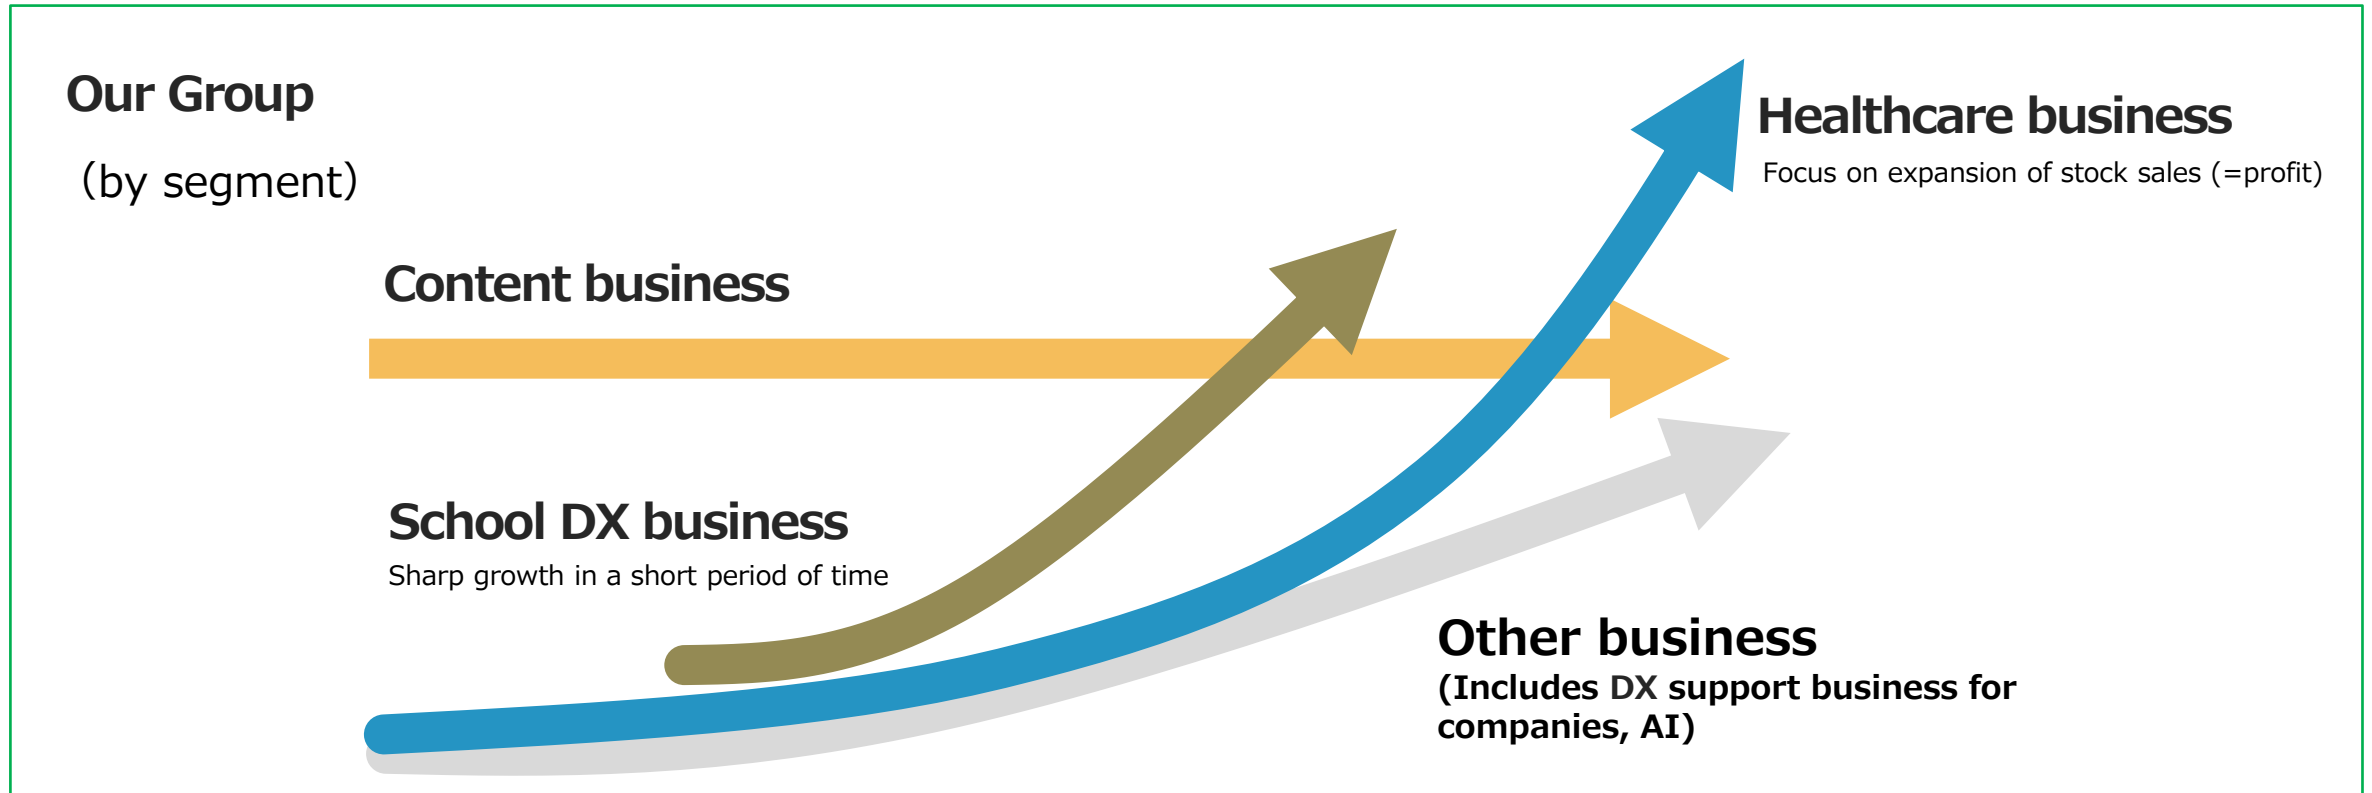 Our Group
（by segment）
Healthcare business
Focus on expansion of stock sales (=profit)
Content business
School DX business
Sharp growth in a short period of time
Other business
(Includes DX support business for
companies, AI)